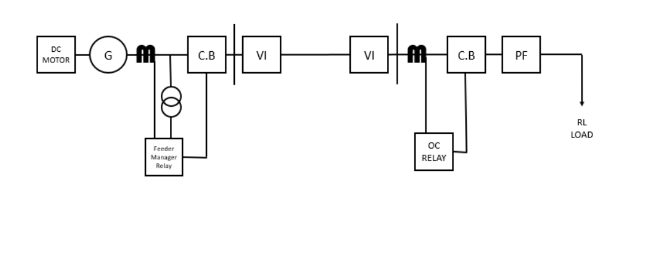 DC
MOTOR
G
C.B
VI
VI
C.B
PF
Feeder
Manager
Relay
OC
RELAY
RL
LOAD